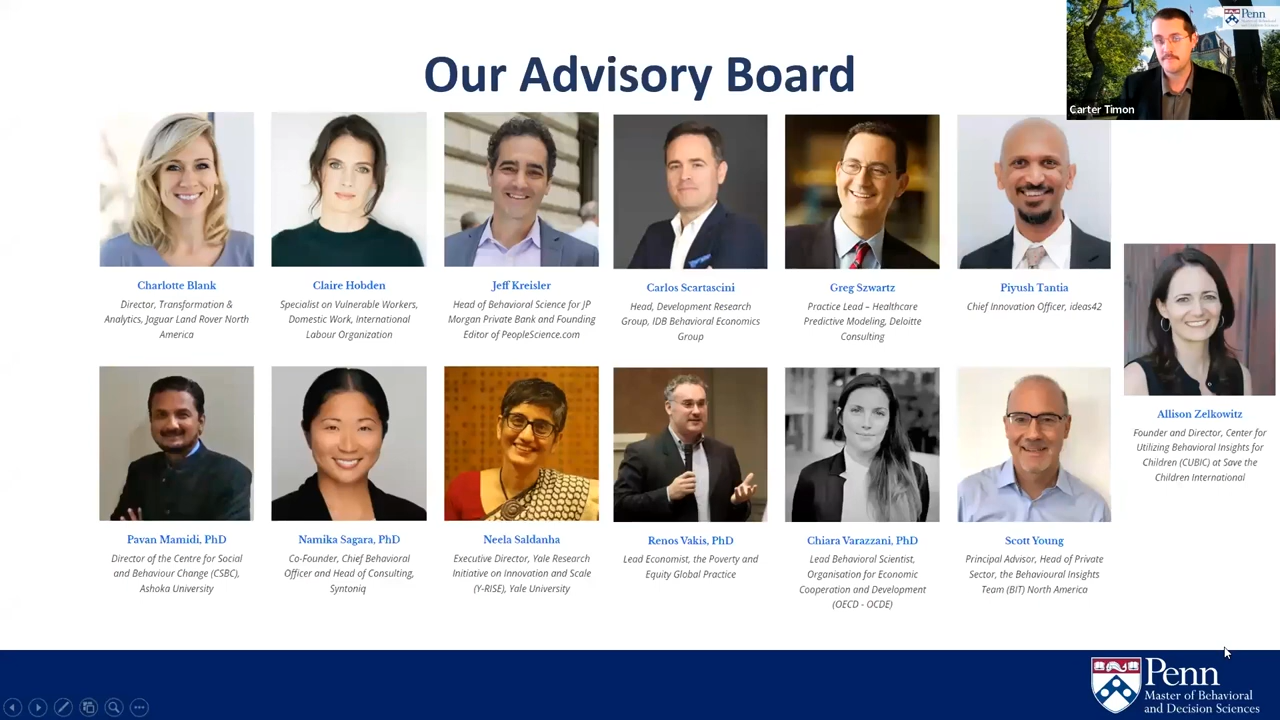 Penn
Carter Timon
Our Advisory Board
Charlotte Blank
Director, Transformation &
Analytics, Jaguar Land Rover North
America
Claire Hobden
Specialist on Vulnerable Workers,
Domestic Work, International
Labour Organization
Jeff Kreisler
Head of Behavioral Science for JP
Morgan Private Bank and Founding
Editor of PeopleScience.com
Carlos Scartascini
Head, Development Research
Group, IDB Behavioral Economics
Group
Greg Szwartz
Practice Lead – Healthcare
Predictive Modeling, Deloitte
Consulting
Piyush Tantia
Chief Innovation Officer, ideas42
Allison Zelkowitz
Founder and Director, Center for
Utilizing Behavioral Insights for
Children (CUBIC) at Save the
Children International
Pavan Mamidi, PhD
Director of the Centre for Social
and Behaviour Change (CSBC),
Ashoka University
Namika Sagara, PhD
Co-Founder, Chief Behavioral
Officer and Head of Consulting,
Syntoniq
Neela Saldanha
Executive Director, Yale Research
Initiative on Innovation and Scale
(Y-RISE), Yale University
Renos Vakis, PhD
Lead Economist, the Poverty and
Equity Global Practice
Chiara Varazzani, PhD
Lead Behavioral Scientist,
Organisation for Economic
Cooperation and Development
(OECD - OCDE)
Scott Young
Principal Advisor, Head of Private
Sector, the Behavioural Insights
Team (BIT) North America
Penn
Master of Behavioral
and Decision Sciences